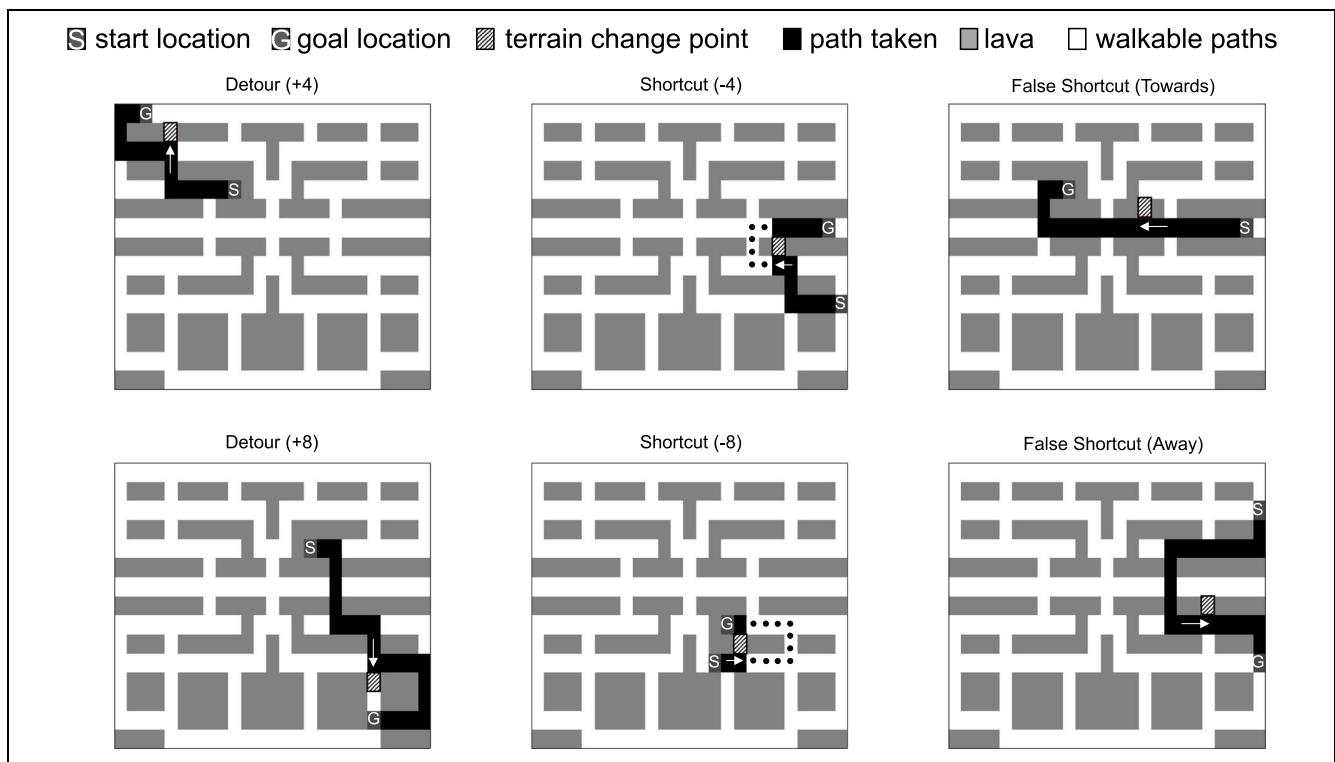 S start location G goal location terrain change point path taken lava walkable paths
Detour (+4) Shortcut (-4) False Shortcut (Towards)
G
S
G
S
G
S
Detour (+8) Shortcut (-8) False Shortcut (Away)
S
G
G
S
S
G